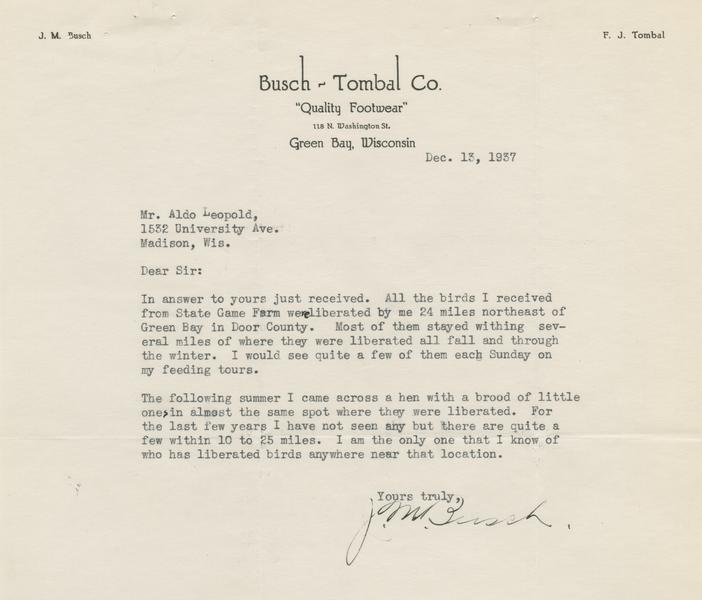 J. M. Busch
F. J. Tombal
Busch - Tombal Co.
"Quality Footwear"
118 N. Washington St.
Green Bay, Wisconsin
Dec. 13, 1937
Mr. Aldo Leopold,
1532 University Ave.
Madison, Wis.
Dear Sir:
In answer to yours just received. All the birds I received
from State Game Farm were liberated by me 24 miles northeast of
Green Bay in Door County. Most of them stayed withing sev-
eral miles of where they were liberated all fall and through
the winter. I would see quite a few of them each Sunday on
my feeding tours.
The following summer I came across a hen with a brood of little
one, in almost the same spot where they were liberated. For
the last few years I have not seen any but there are quite a
few within 10 to 25 miles. I am the only one that I know of
who has liberated birds anywhere near that location.
Yours truly,
J. M. Busch.